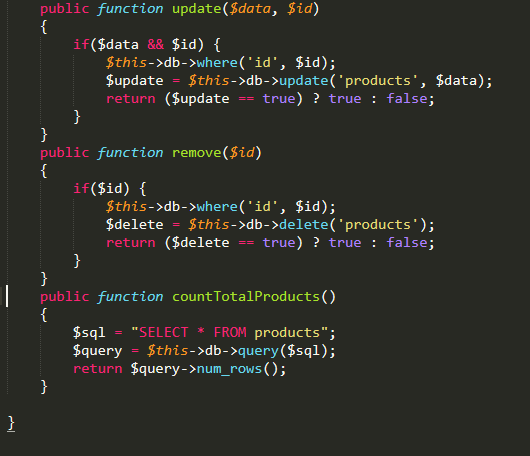 public function update($data, $id)
{
if($data && $id) {
$this->db->where('id', $id);
$update = $this->db->update('products', $data);
return ($update == true) ? true : false;
}
}
public function remove($id)
{
if($id) {
$this->db->where('id', $id);
$delete = $this->db->delete('products');
return ($delete == true) ? true : false;
}
}
public function countTotalProducts()
{
$sql = "SELECT * FROM products";
$query = $this->db->query($sql);
return $query->num_rows();
}
}